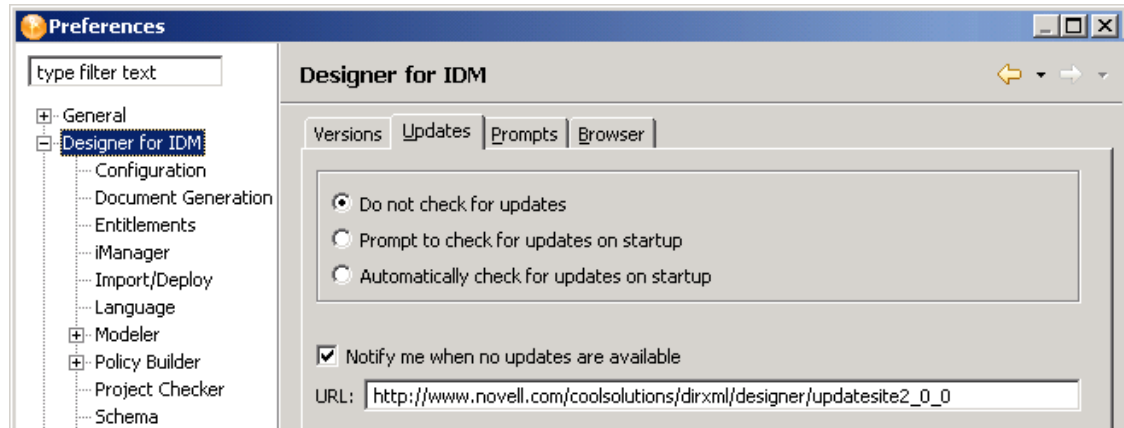 Preferences
type filter text
Designer for IDM
General
Designer for IDM
Configuration
Document Generation
Entitlements
iManager
Import/Deploy
Language
Modeler
Policy Builder
Project Checker
Schema
Versions Updates Prompts Browser
Do not check for updates
Prompt to check for updates on startup
Automatically check for updates on startup
Notify me when no updates are available
URL: http://www.novell.com/coolsolutions/dirxml/designer/updatesite2_0_0